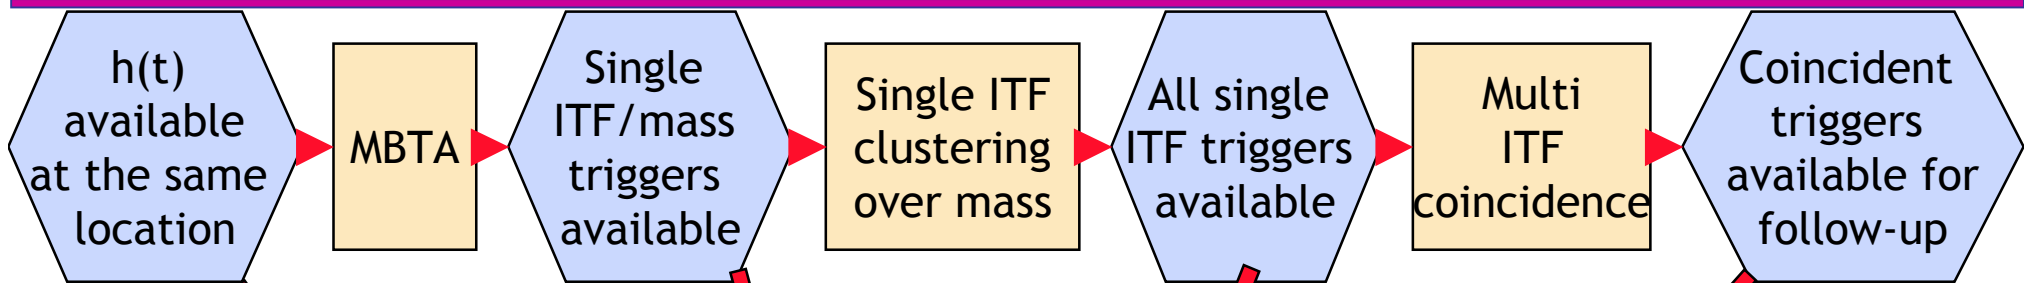 h(t)
available
at the same
location
MBTA
Single
ITF/mass
triggers
available
Single ITF
clustering
over mass
All single
ITF triggers
available
Multi
ITF
coincidence
Coincident
triggers
available for
follow-up